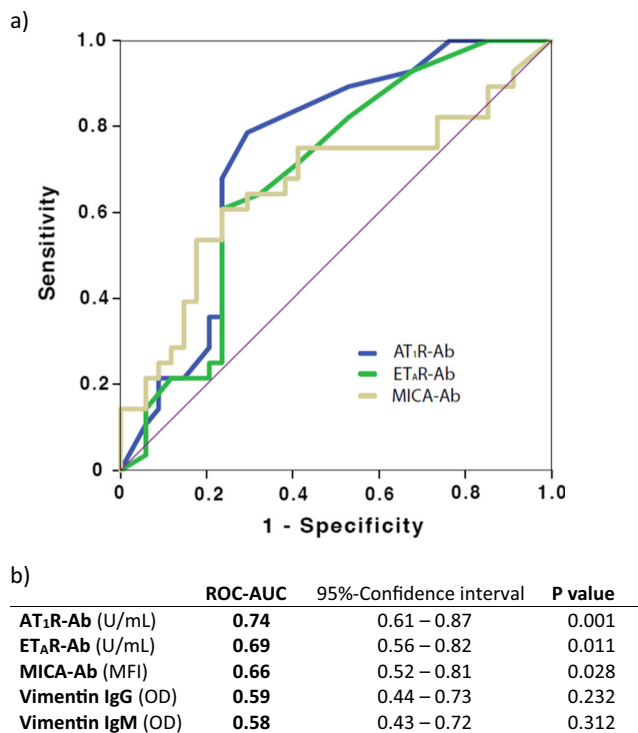 a)
1.0
0.8
0.6
0.4
0.2
0
Sensitivity
AT₁R-Ab
ETᴀR-Ab
MICA-Ab
0 0.2 0.4 0.6 0.8 1.0
1 - Specificity
b)
ROC-AUC 95%-Confidence interval P value
AT₁R-Ab (U/mL) 0.74 0.61 – 0.87 0.001
ETᴀR-Ab (U/mL) 0.69 0.56 – 0.82 0.011
MICA-Ab (MFI) 0.66 0.52 – 0.81 0.028
Vimentin IgG (OD) 0.59 0.44 – 0.73 0.232
Vimentin IgM (OD) 0.58 0.43 – 0.72 0.312